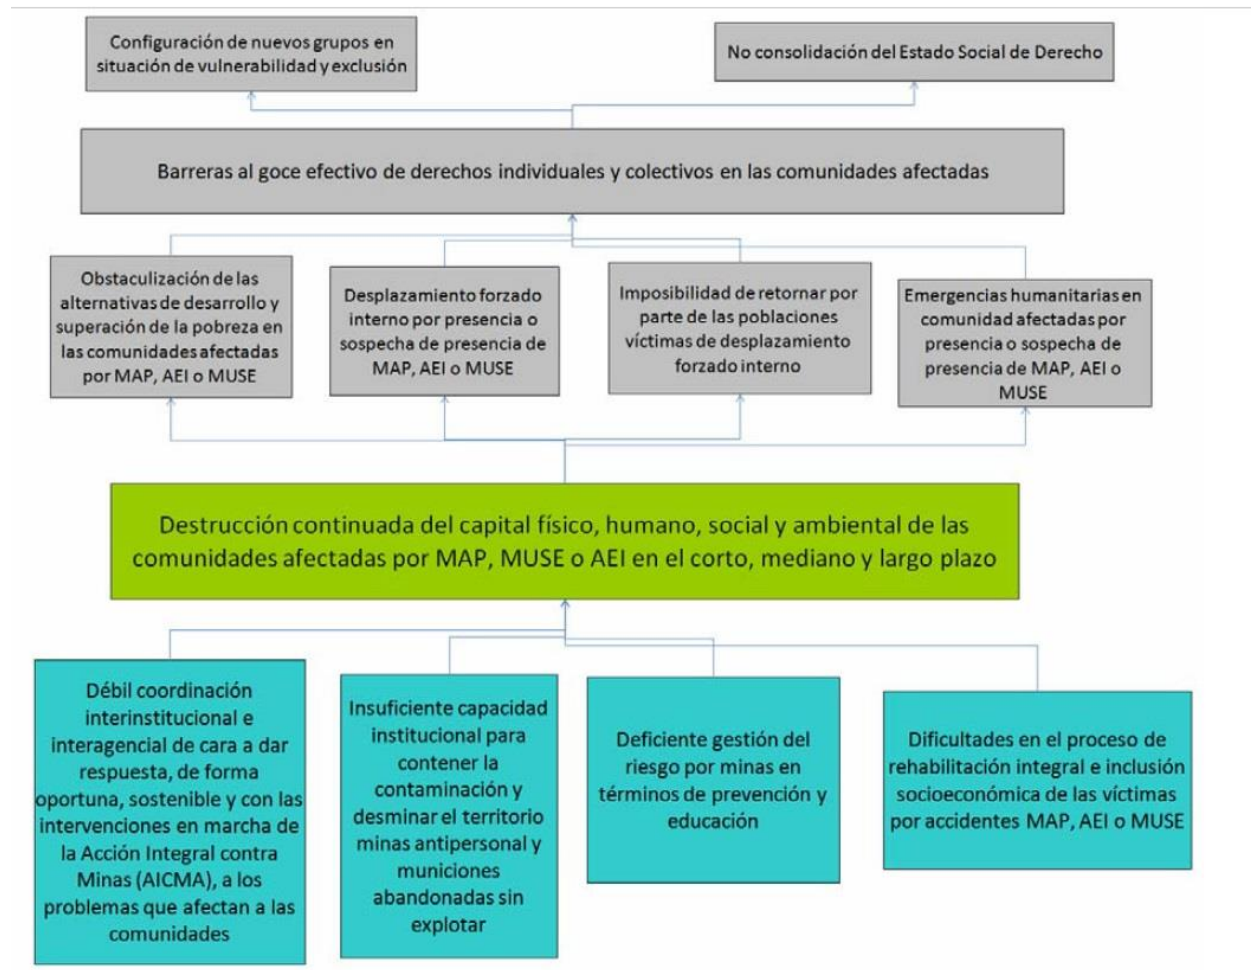 Configuración de nuevos grupos en
situación de vulnerabilidad y exclusión
No consolidación del Estado Social de Derecho
Barreras al goce efectivo de derechos individuales y colectivos en las comunidades afectadas
Obstaculización de las
alternativas de desarrollo y
superación de la pobreza en
las comunidades afectadas
por MAP, AEI o MUSE
Desplazamiento forzado
interno por presencia o
sospecha de presencia de
MAP, AEI o MUSE
Imposibilidad de retornar por
parte de las poblaciones
víctimas de desplazamiento
forzado interno
Emergencias humanitarias en
comunidad afectadas por
presencia o sospecha de
presencia de MAP, AEI o
MUSE
Destrucción continuada del capital físico, humano, social y ambiental de las
comunidades afectadas por MAP, MUSE o AEI en el corto, mediano y largo plazo
Débil coordinación
interinstitucional e
interagencial de cara a dar
respuesta, de forma
oportuna, sostenible y con las
intervenciones en marcha de
la Acción Integral contra
Minas (AICMA), a los
problemas que afectan a las
comunidades
Insuficiente capacidad
institucional para
contener la
contaminación y
desminar el territorio
minas antipersonal y
municiones
abandonadas sin
explotar
Deficiente gestión del
riesgo por minas en
términos de prevención y
educación
Dificultades en el proceso de
rehabilitación integral e inclusión
socioeconómica de las víctimas
por accidentes MAP, AEI o MUSE